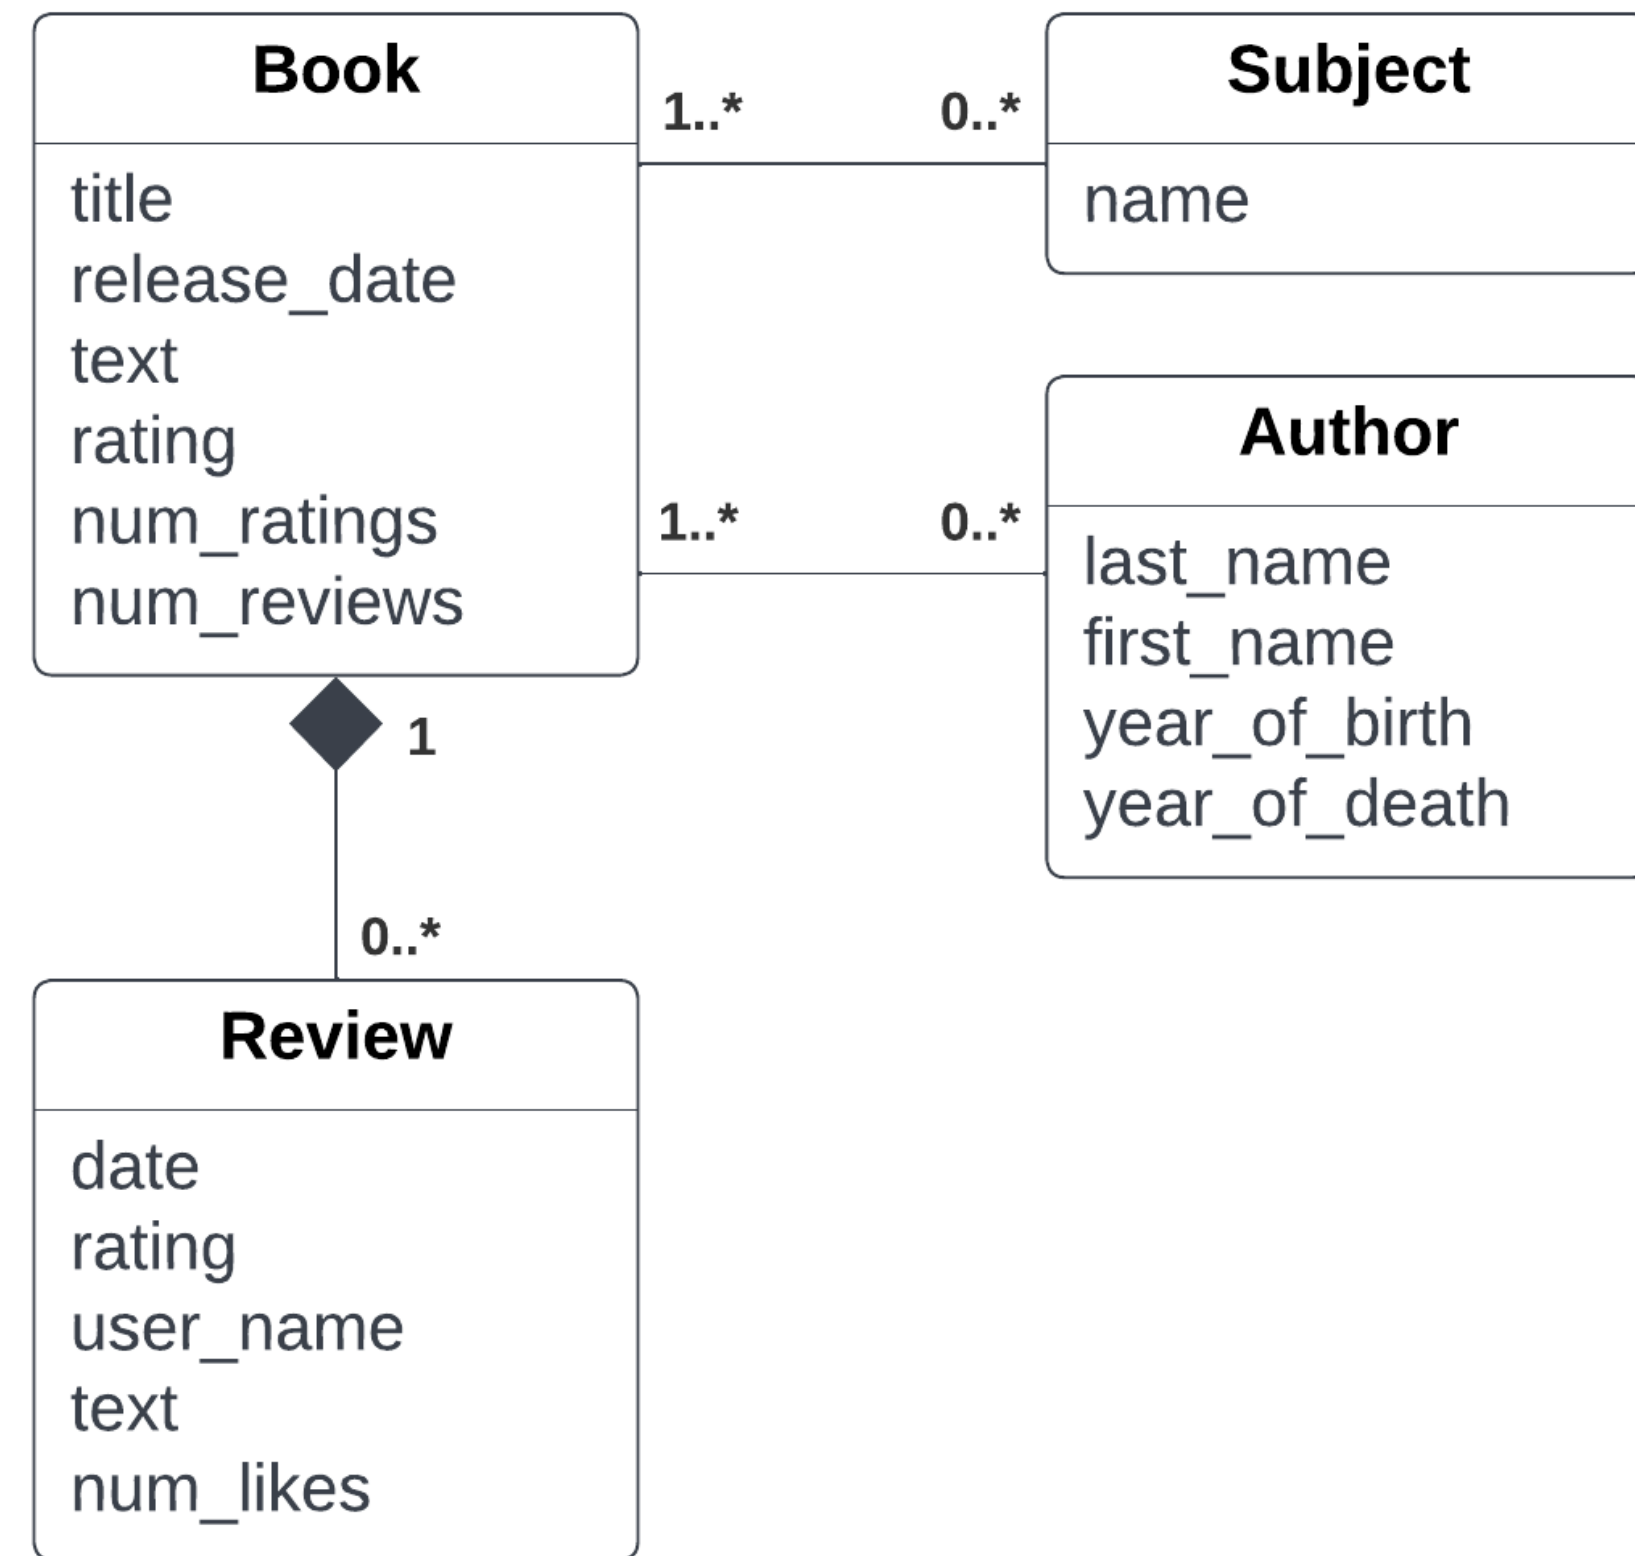 Book
title
release_date
text
rating
num_ratings
num_reviews
1..*
0..*
Subject
name
1..*
0..*
Author
last_name
first_name
year_of_birth
year_of_death
1
0..*
Review
date
rating
user_name
text
num_likes